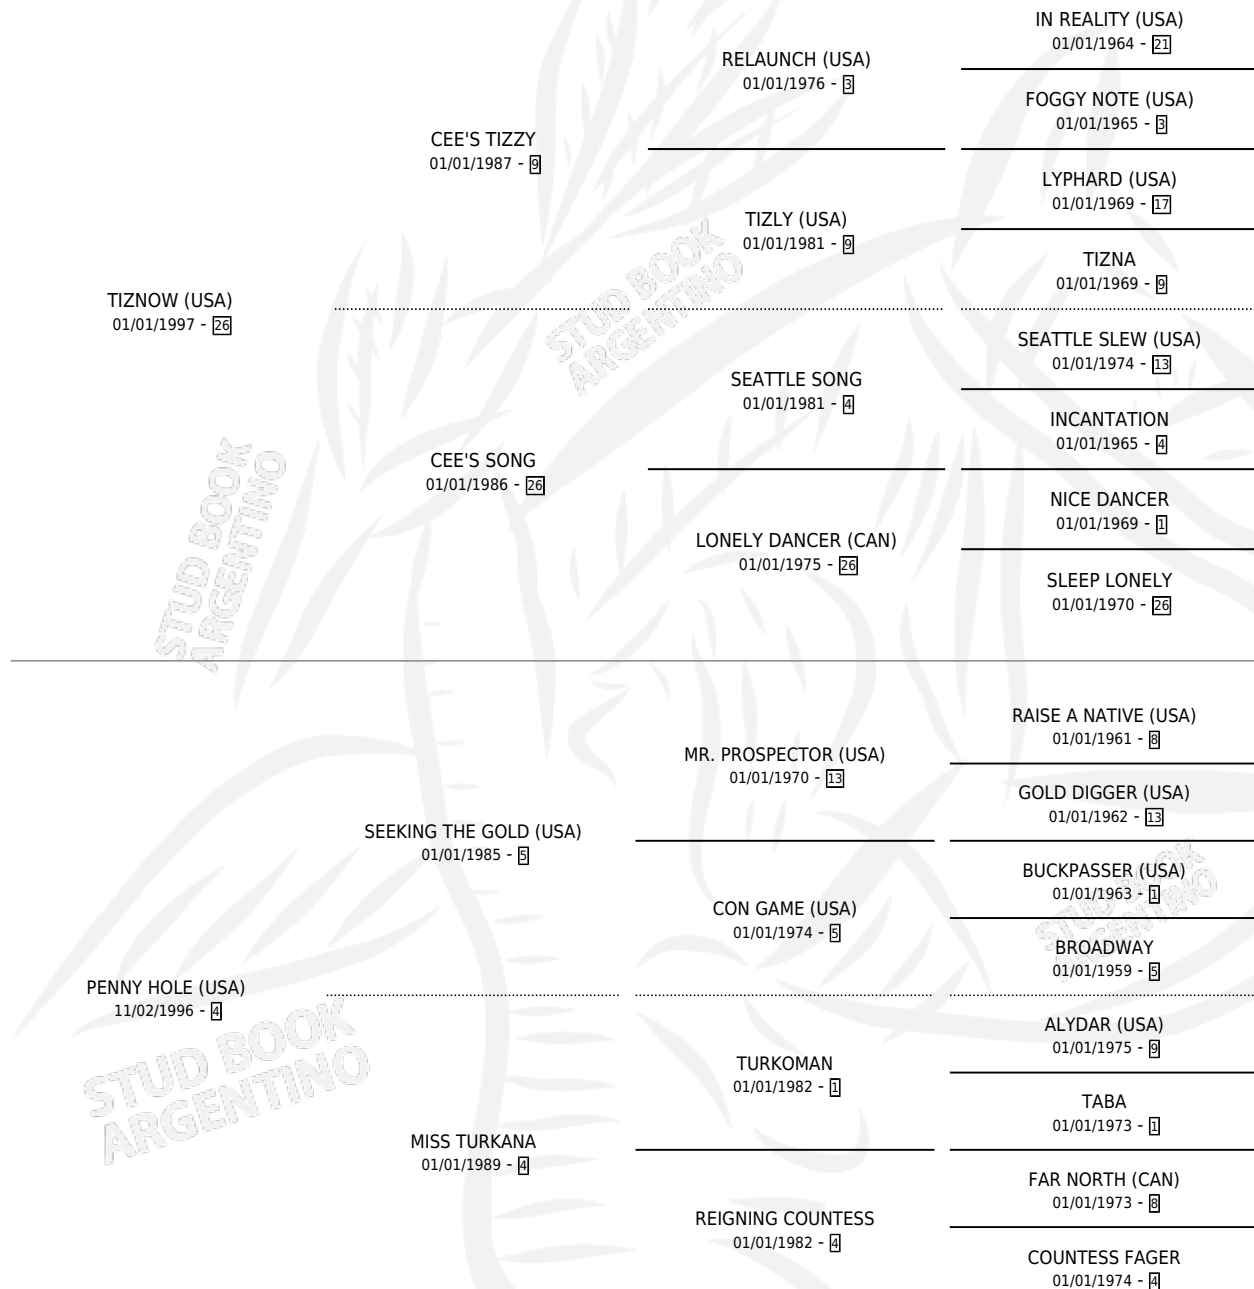 TIZNOW (USA)
01/01/1997 - 26
CEE'S TIZZY
01/01/1987 - 9
RELAUNCH (USA)
01/01/1976 - 3
IN REALITY (USA)
01/01/1964 - 21
FOGGY NOTE (USA)
01/01/1965 - 3
TIZLY (USA)
01/01/1981 - 9
LYPHARD (USA)
01/01/1969 - 17
TIZNA
01/01/1969 - 9
CEE'S SONG
01/01/1986 - 26
SEATTLE SONG
01/01/1981 - 4
SEATTLE SLEW (USA)
01/01/1974 - 13
INCANTATION
01/01/1965 - 4
LONELY DANCER (CAN)
01/01/1975 - 26
NICE DANCER
01/01/1969 - 1
SLEEP LONELY
01/01/1970 - 26
PENNY HOLE (USA)
11/02/1996 - 4
SEEKING THE GOLD (USA)
01/01/1985 - 5
MR. PROSPECTOR (USA)
01/01/1970 - 13
RAISE A NATIVE (USA)
01/01/1961 - 8
GOLD DIGGER (USA)
01/01/1962 - 13
CON GAME (USA)
01/01/1974 - 5
BUCKPASSER (USA)
01/01/1963 - 1
BROADWAY
01/01/1959 - 5
MISS TURKANA
01/01/1989 - 4
TURKOMAN
01/01/1982 - 1
ALYDAR (USA)
01/01/1975 - 9
TABA
01/01/1973 - 1
REIGNING COUNTESS
01/01/1982 - 4
FAR NORTH (CAN)
01/01/1973 - 8
COUNTESS FAGER
01/01/1974 - 4
STUD BOOK
ARGENTINO
STUD BOOK
ARGENTINO
STUD BOOK
ARGENTINO
STUD BOOK
ARGENTINO